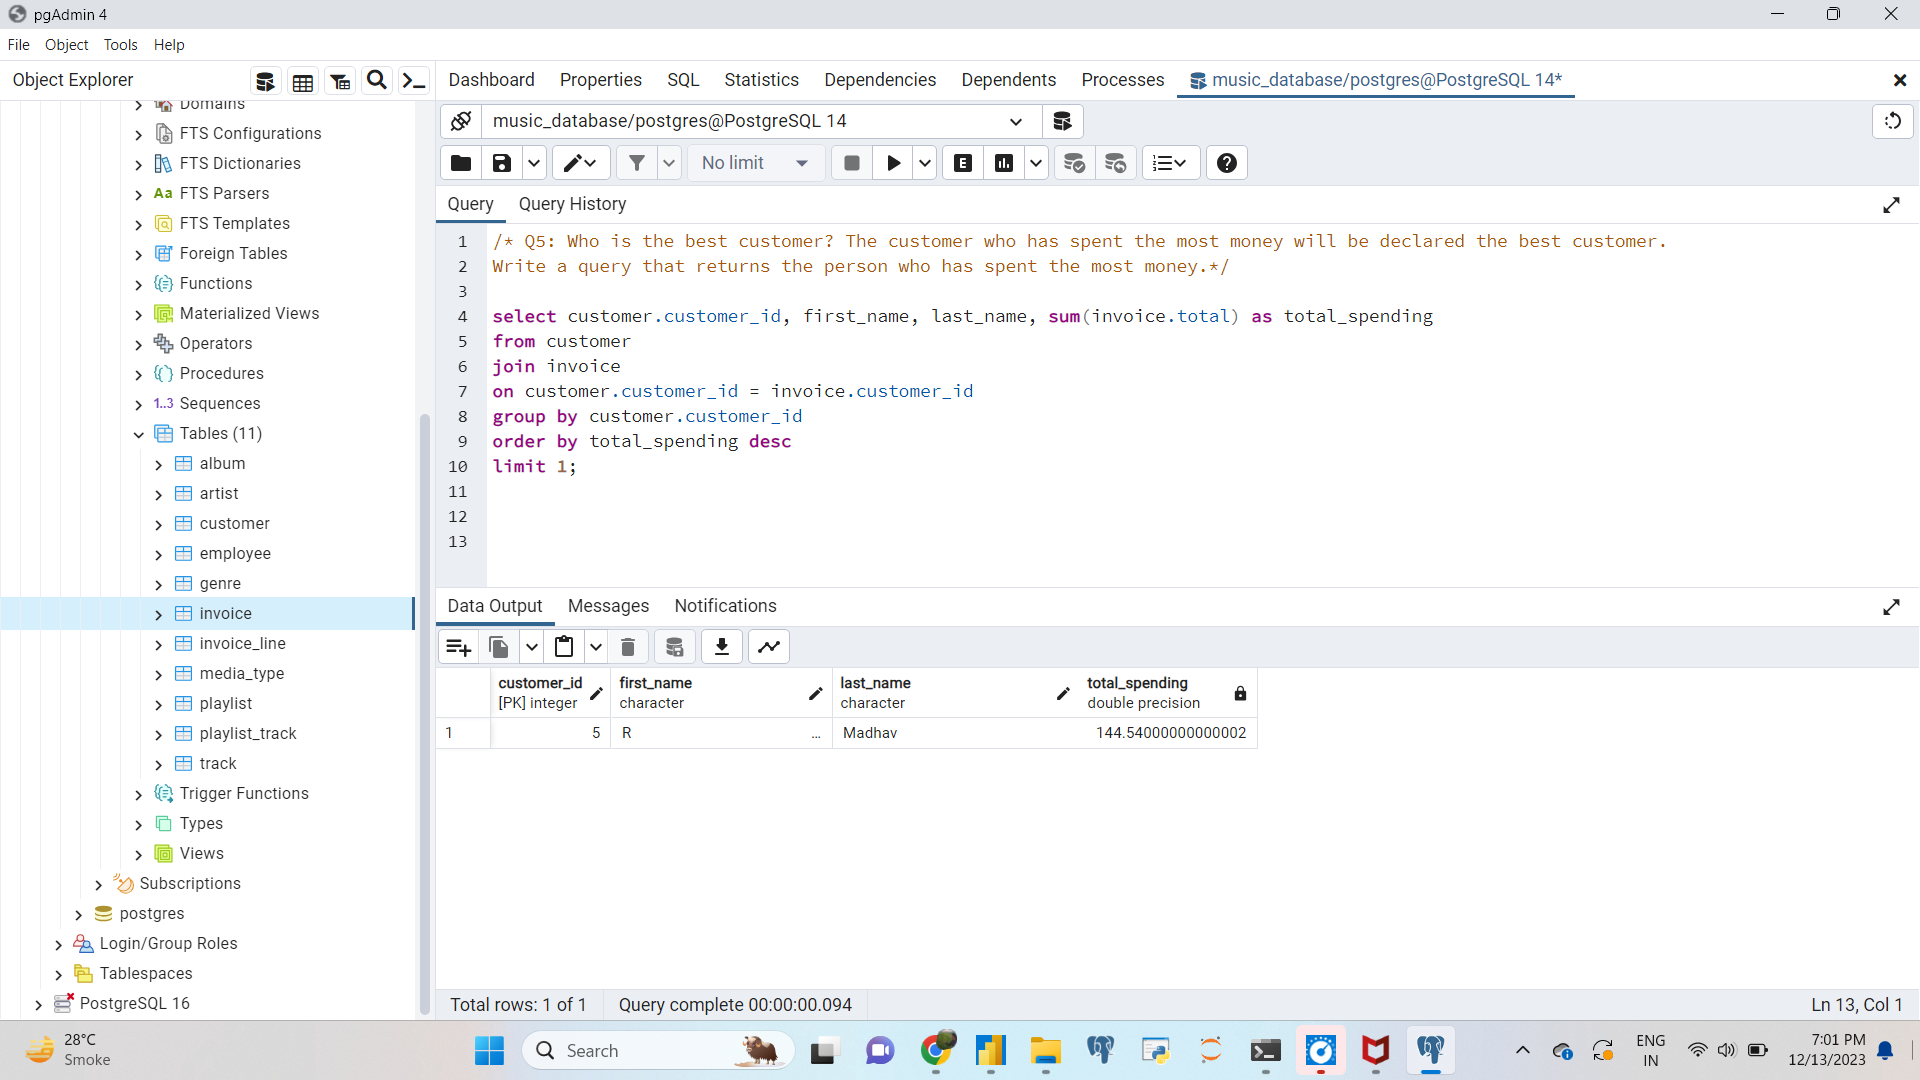 pgAdmin 4
File Object Tools Help
Object Explorer
Dashboard Properties SQL Statistics Dependencies Dependents Processes music_database/postgres@PostgreSQL 14*
music_database/postgres@PostgreSQL 14
No limit
E
Query Query History
1 /* Q5: Who is the best customer? The customer who has spent the most money will be declared the best customer.
2 Write a query that returns the person who has spent the most money.*/
3
4 select customer.customer_id, first_name, last_name, sum(invoice.total) as total_spending
5 from customer
6 join invoice
7 on customer.customer_id = invoice.customer_id
8 group by customer.customer_id
9 order by total_spending desc
10 limit 1;
11
12
13
Domains
FTS Configurations
FTS Dictionaries
Aa FTS Parsers
FTS Templates
Foreign Tables
Functions
Materialized Views
Operators
Procedures
1..3 Sequences
Tables (11)
album
artist
customer
employee
genre
invoice
invoice_line
media_type
playlist
playlist_track
track
Trigger Functions
Types
Views
Subscriptions
postgres
Login/Group Roles
Tablespaces
PostgreSQL 16
Data Output Messages Notifications
customer_id first_name last_name total_spending
[PK] integer character character double precision
1 5 R ... Madhav 144.54000000000002
Total rows: 1 of 1 Query complete 00:00:00.094 Ln 13, Col 1
28°C
Smoke
Search
ENG
IN
7:01 PM
12/13/2023